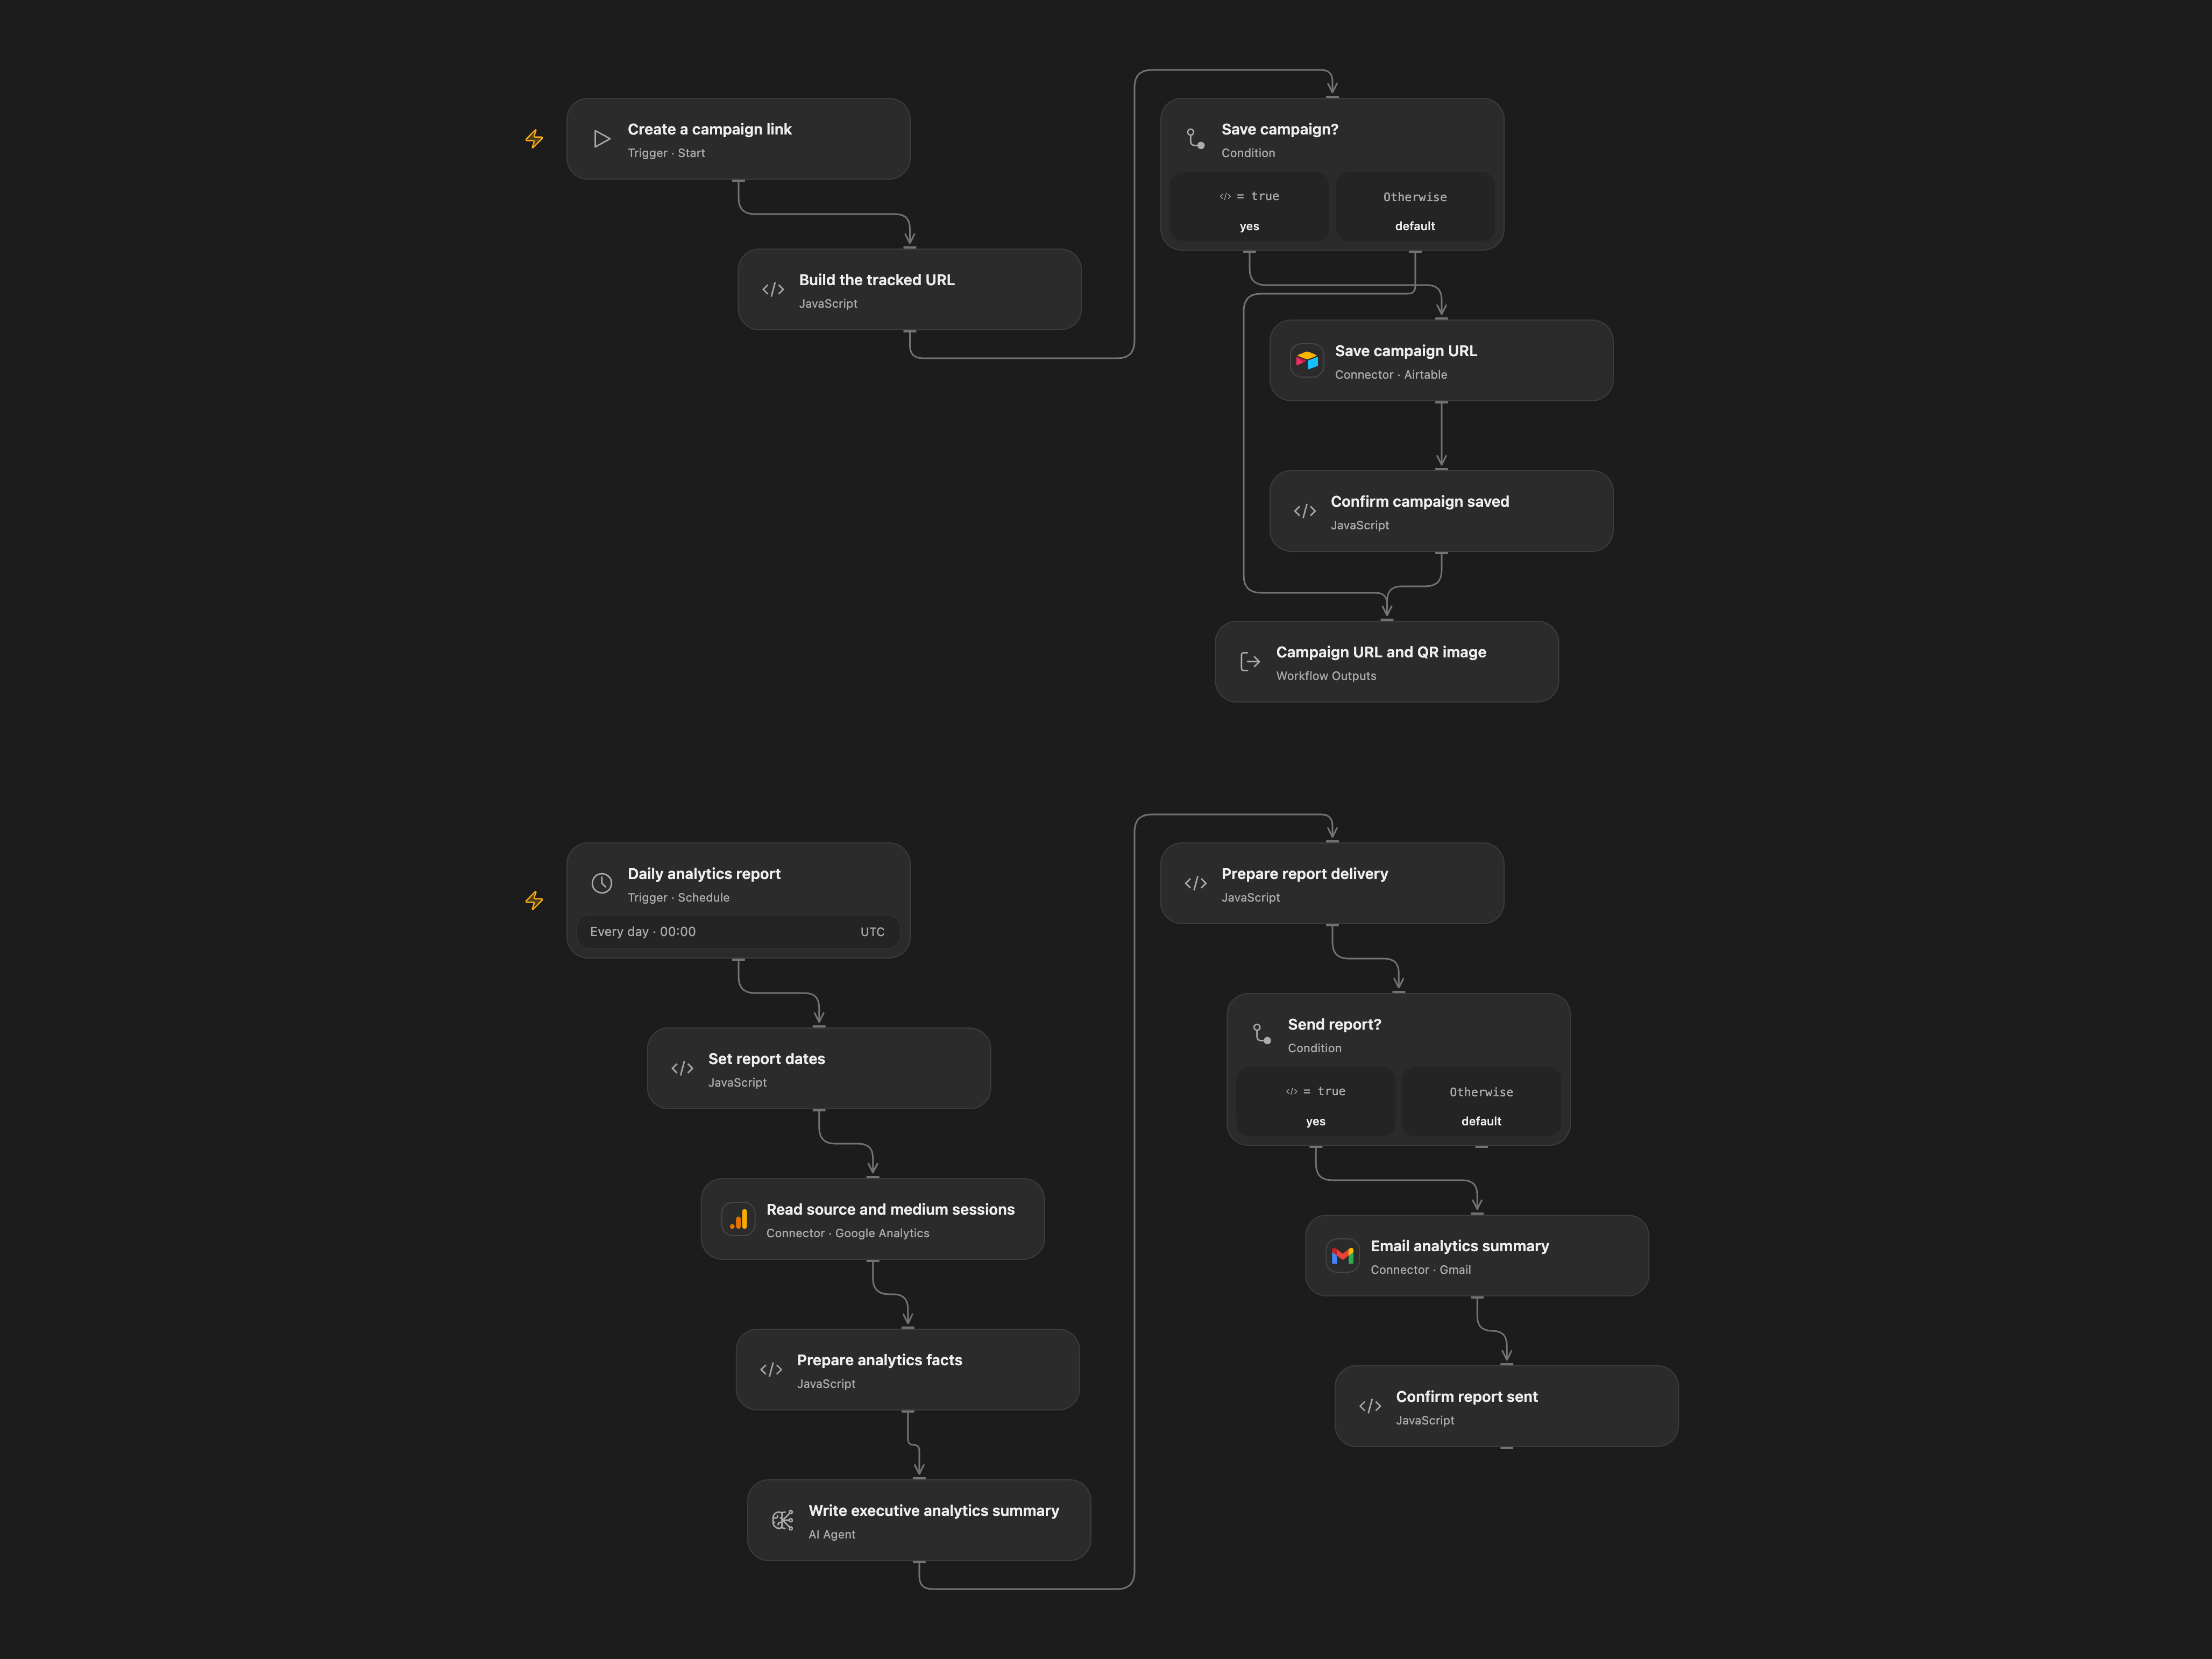 Create a campaign link
Trigger · Start
Build the tracked URL
JavaScript
Save campaign?
Condition
</> = true
yes
Otherwise
default
Save campaign URL
Connector · Airtable
Confirm campaign saved
JavaScript
Campaign URL and QR image
Workflow Outputs
Daily analytics report
Trigger · Schedule
Every day · 00:00
UTC
Set report dates
JavaScript
Read source and medium sessions
Connector · Google Analytics
Prepare analytics facts
JavaScript
Write executive analytics summary
AI Agent
Prepare report delivery
JavaScript
Send report?
Condition
</> = true
yes
Otherwise
default
Email analytics summary
Connector · Gmail
Confirm report sent
JavaScript